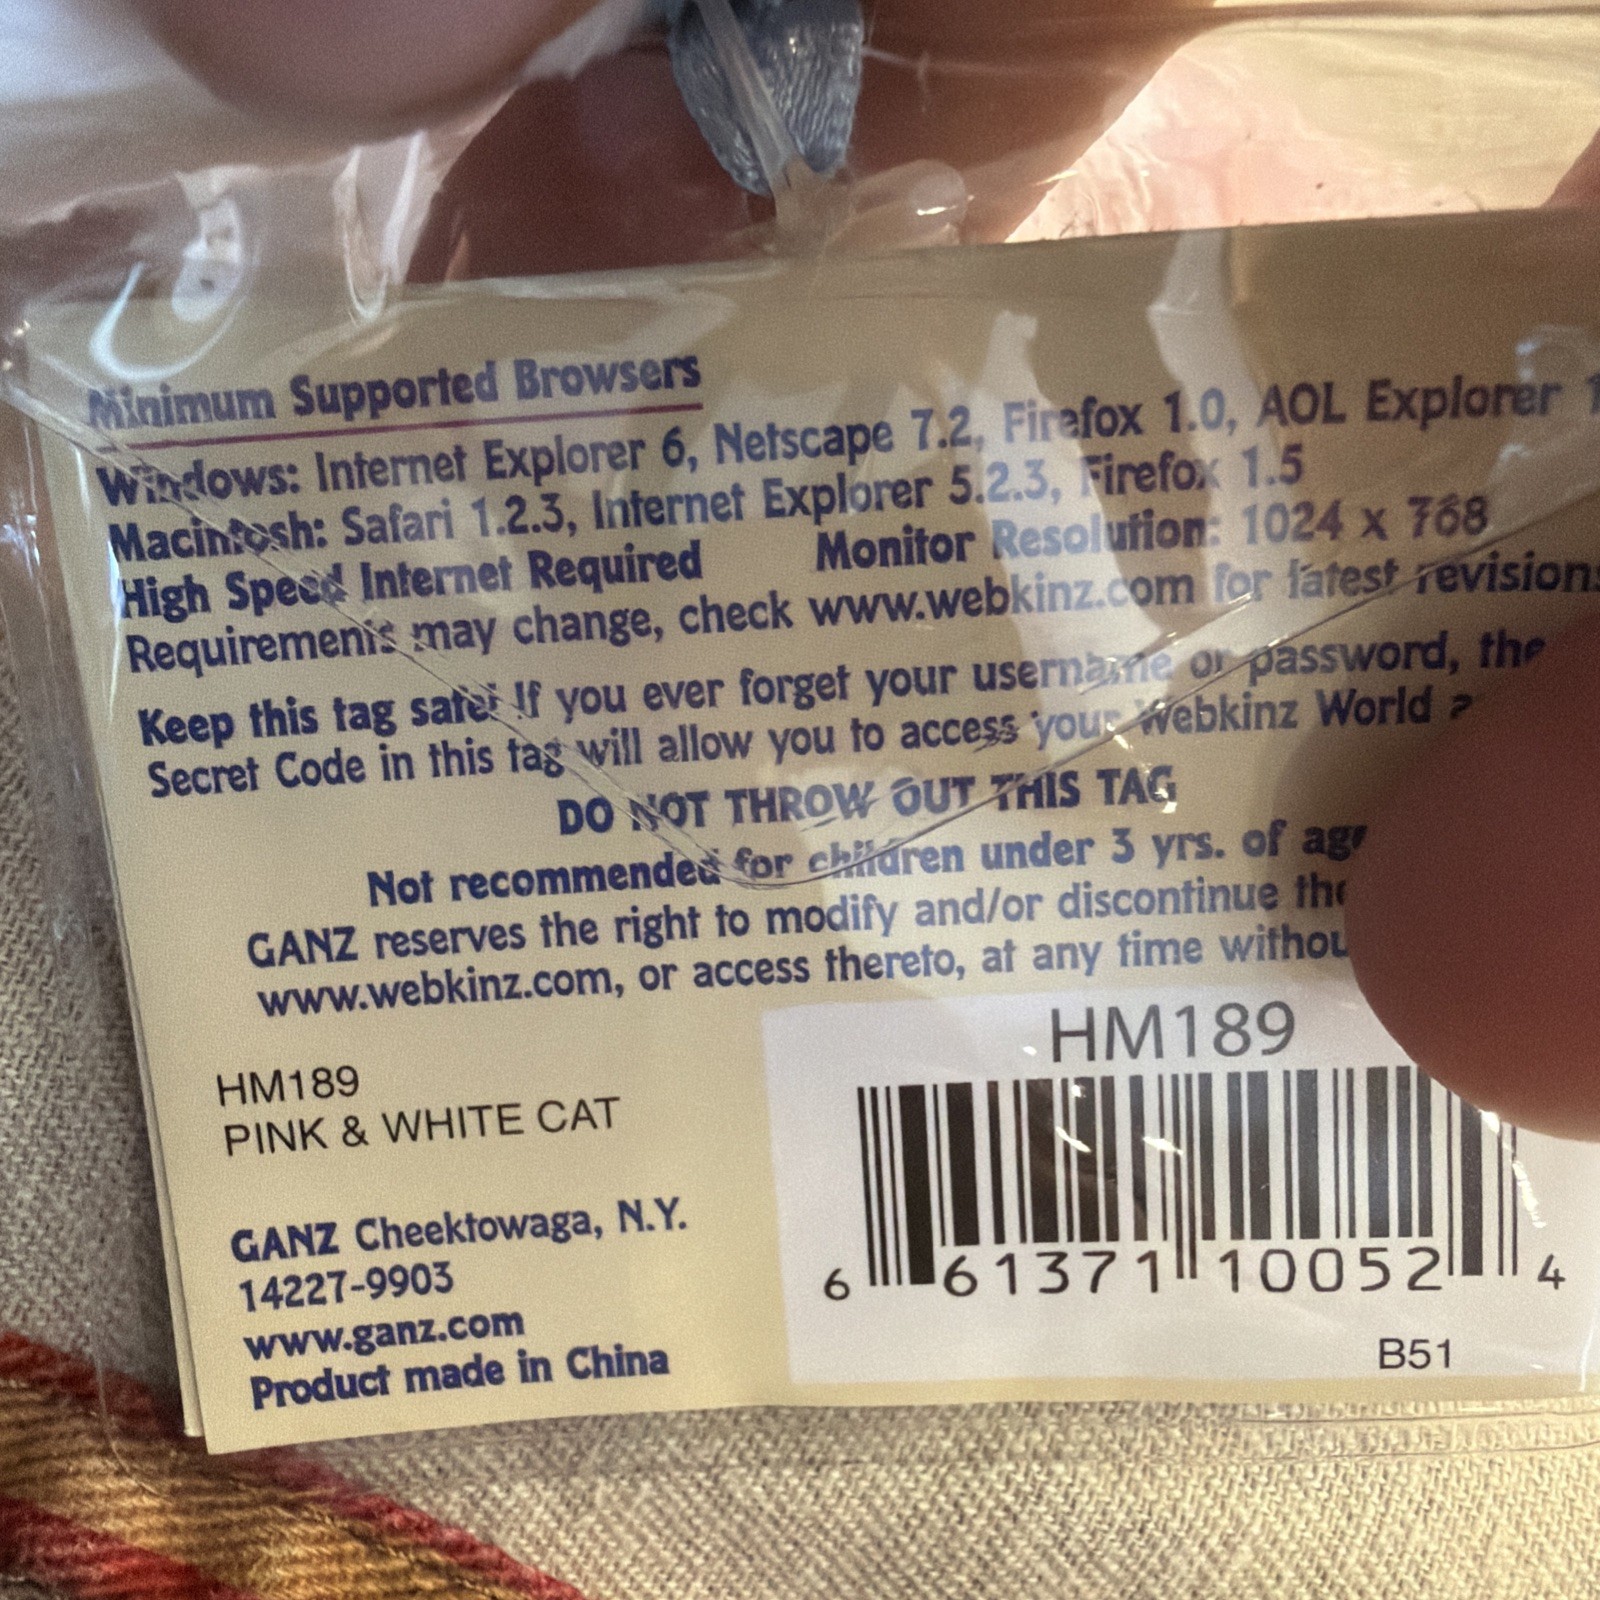 Minimum Supported Browsers
Windows: Internet Explorer 6, Netscape 7.2, Firefox 1.0, AOL Explorer
Macintosh: Safari 1.2.3, Internet Explorer 5.2.3, Firefox 1.5
High Speed Internet Required Monitor Resolution: 1024 x 768
Requirements may change, check www.webkinz.com for latest revisions
Keep this tag safe! If you ever forget your username or password, the
Secret Code in this tag will allow you to access your Webkinz World
DO NOT THROW OUT THIS TAG
Not recommended for children under 3 yrs. of
GANZ reserves the right to modify and/or discontinue
www.webkinz.com, or access thereto, at any time
HM189
PINK & WHITE CAT
GANZ Cheektowaga, N.Y.
14227-9903
www.ganz.com
Product made in China
HM189
6 61371 10052 4
B51